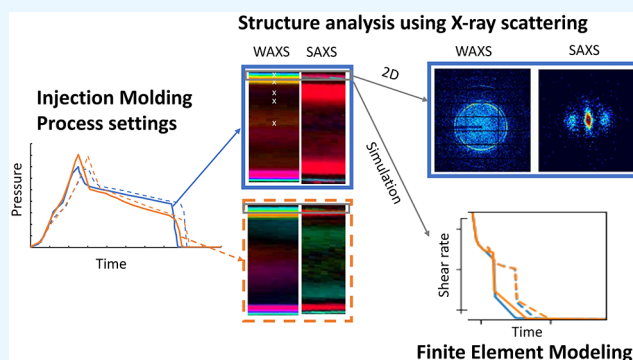 Structure analysis using X-ray scattering
WAXS SAXS
WAXS SAXS
2D
x
x
x
x
Injection Molding
Process settings
Simulation
Pressure
Time
Shear rate
Time
Finite Element Modeling